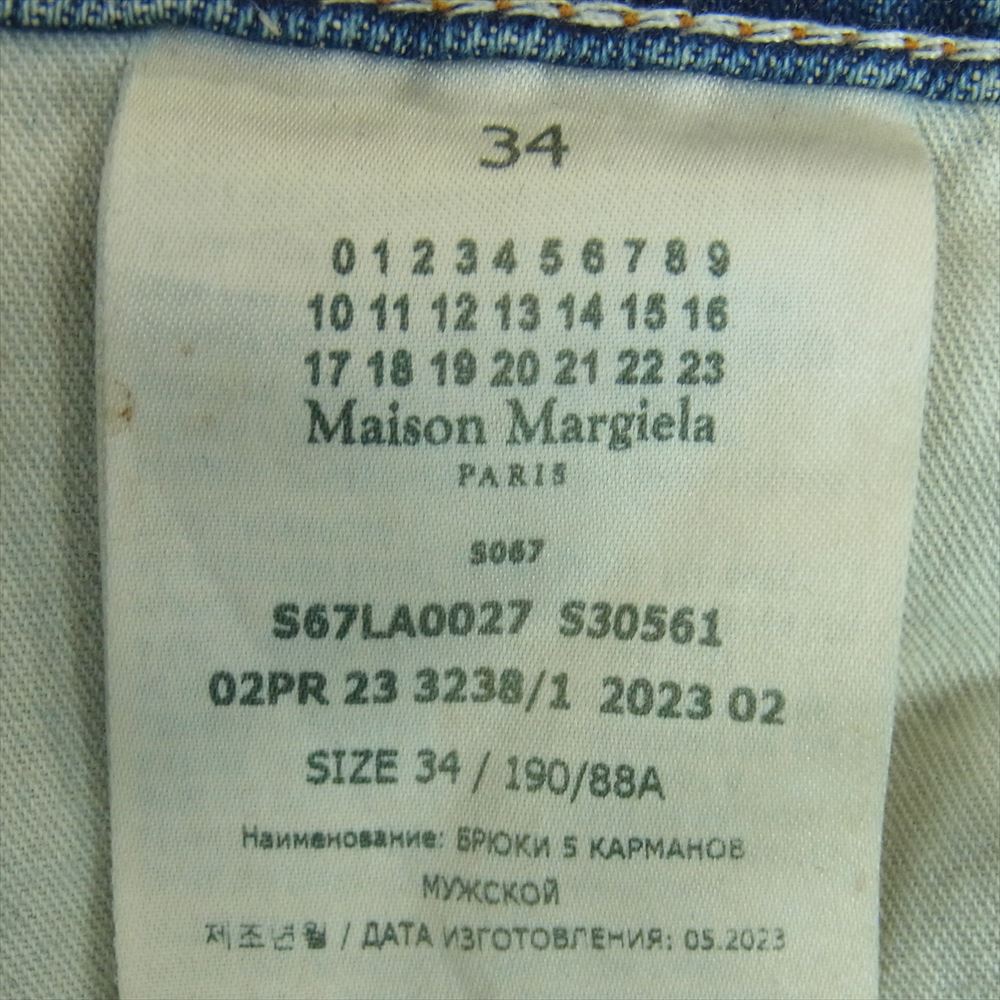 34
0 1 2 3 4 5 6 7 8 9
10 11 12 13 14 15 16
17 18 19 20 21 22 23
Maison Margiela
PARIS
S067
S67LA0027 S30561
02PR 23 3238/1 2023 02
SIZE 34 / 190/88A
Наименование: БРЮКИ 5 КАРМАНОВ
МУЖСКОЙ
제조년월 / ДАТА ИЗГОТОВЛЕНИЯ: 05.2023